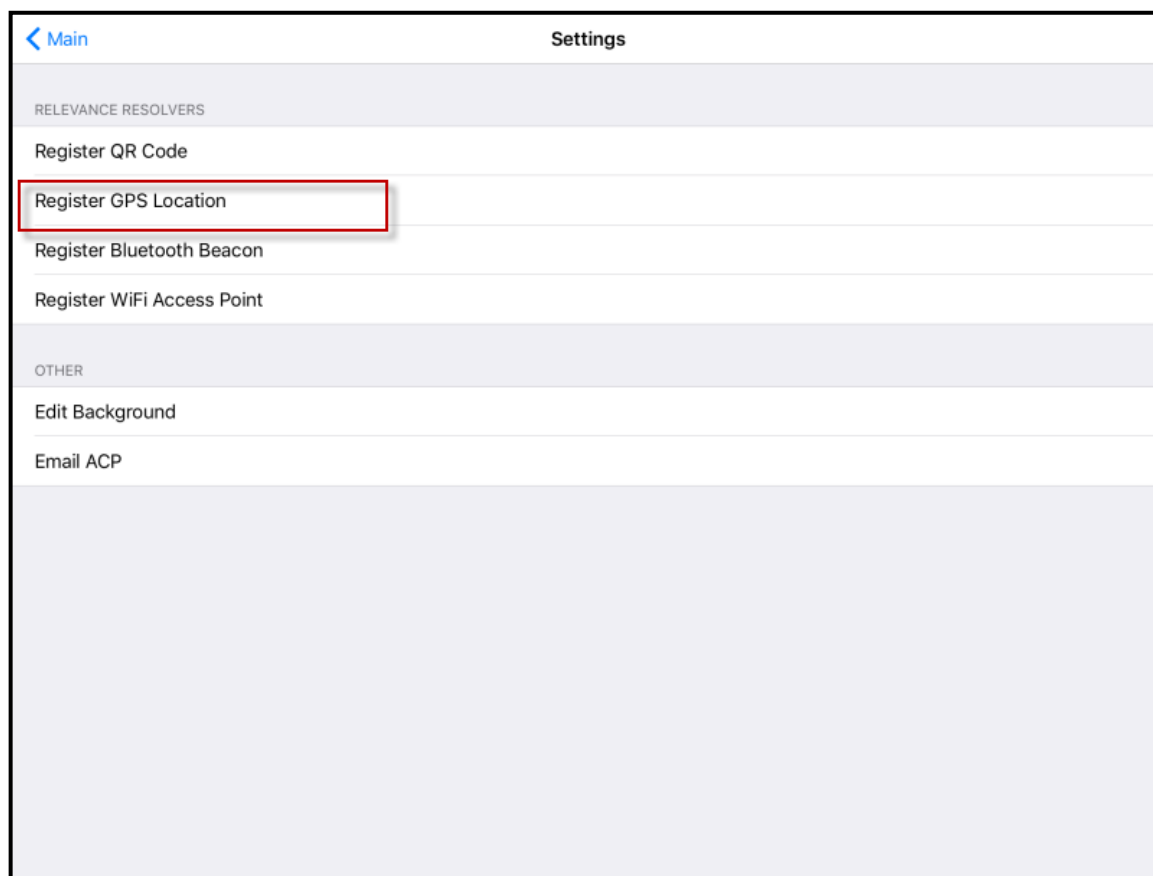 Main
Settings
RELEVANCE RESOLVERS
Register QR Code
Register GPS Location
Register Bluetooth Beacon
Register WiFi Access Point
OTHER
Edit Background
Email ACP